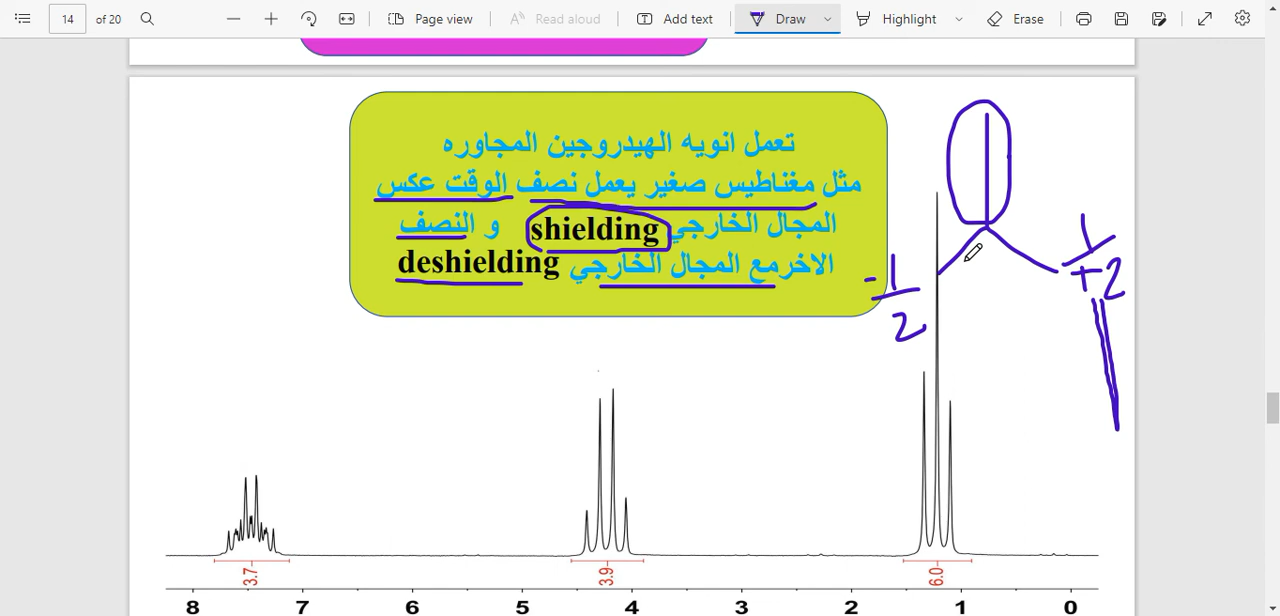 14 of 20 Page view Read aloud Add text Draw Highlight Erase
تعمل انويه الهيدروجين المجاوره
مثل مغناطيس صغير يعمل نصف الوقت عكس
المجال الخارجي shielding و النصف
الاخرمع المجال الخارجي deshielding
-1/2
1/+2
3.7 3.9 6.0
8 7 6 5 4 3 2 1 0